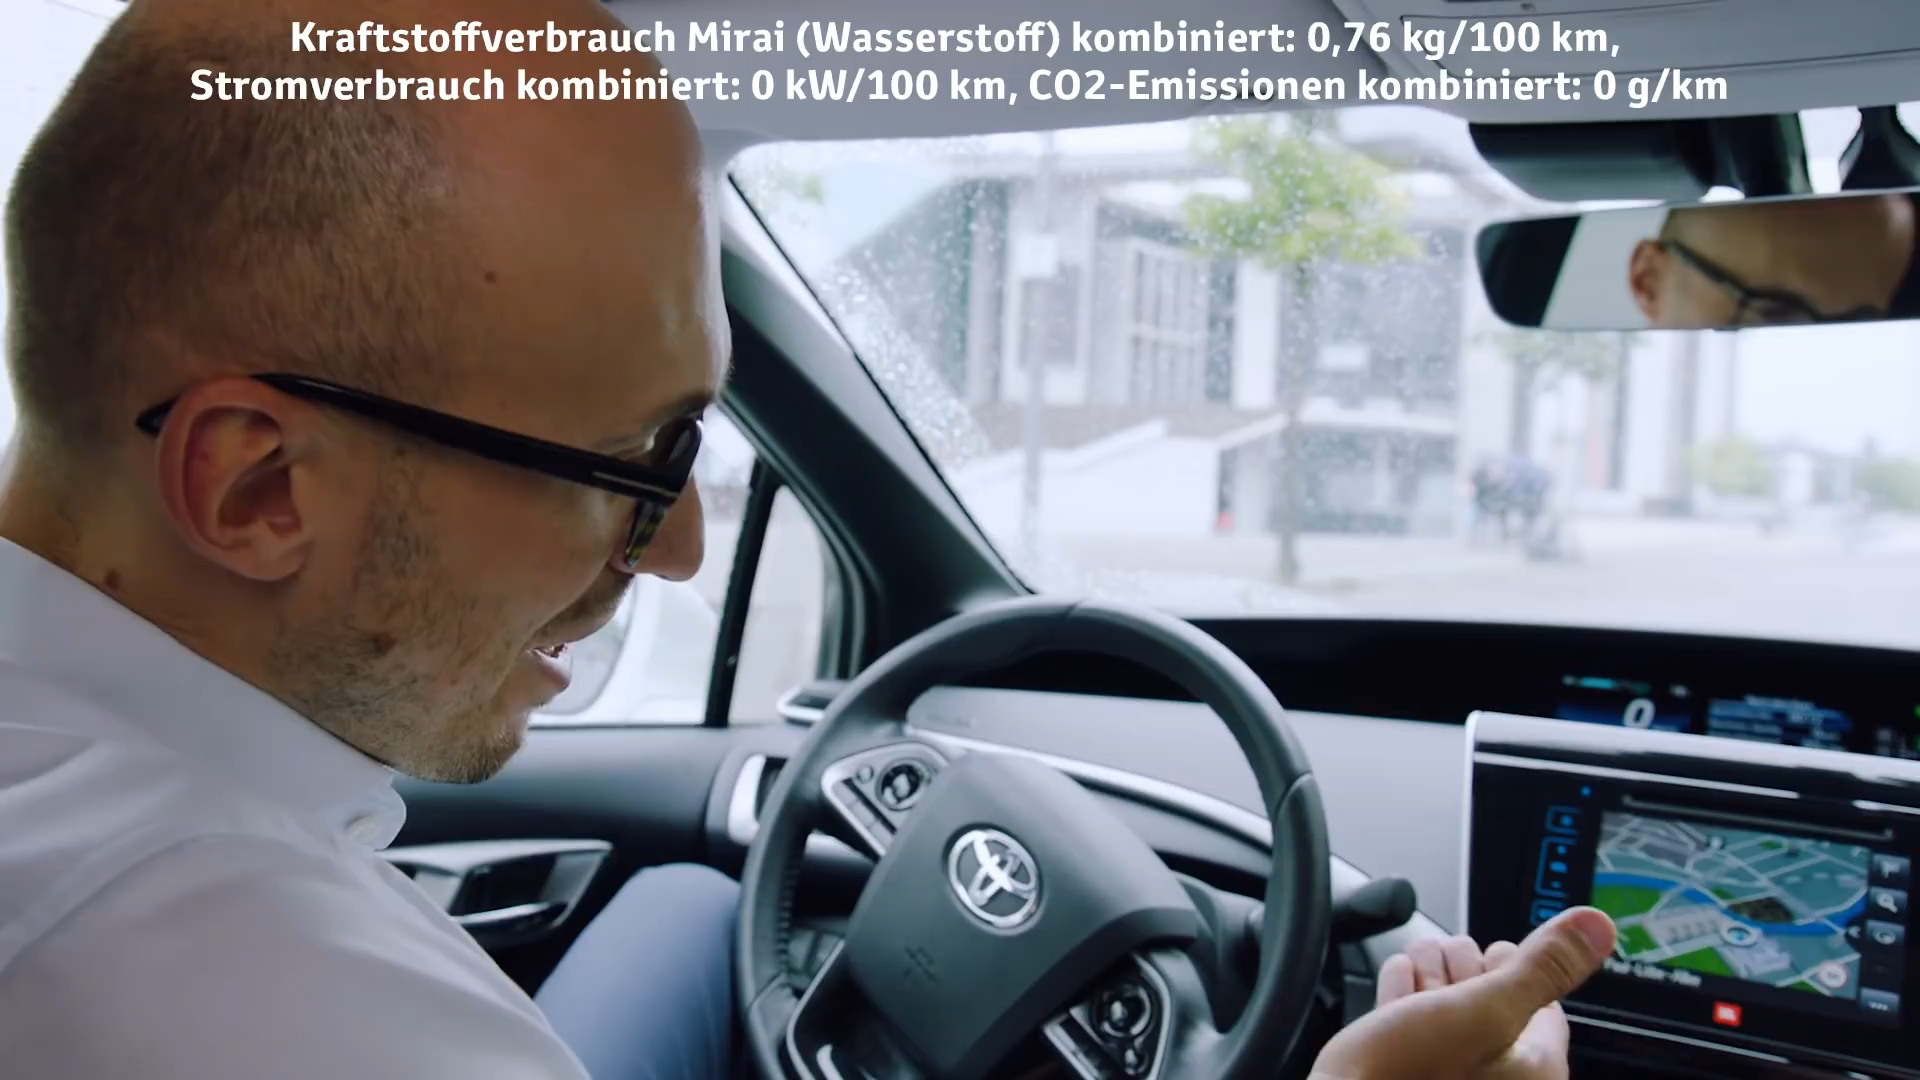 Kraftstoffverbrauch Mirai (Wasserstoff) kombiniert: 0,76 kg/100 km,
Stromverbrauch kombiniert: 0 kW/100 km, CO2-Emissionen kombiniert: 0 g/km
0